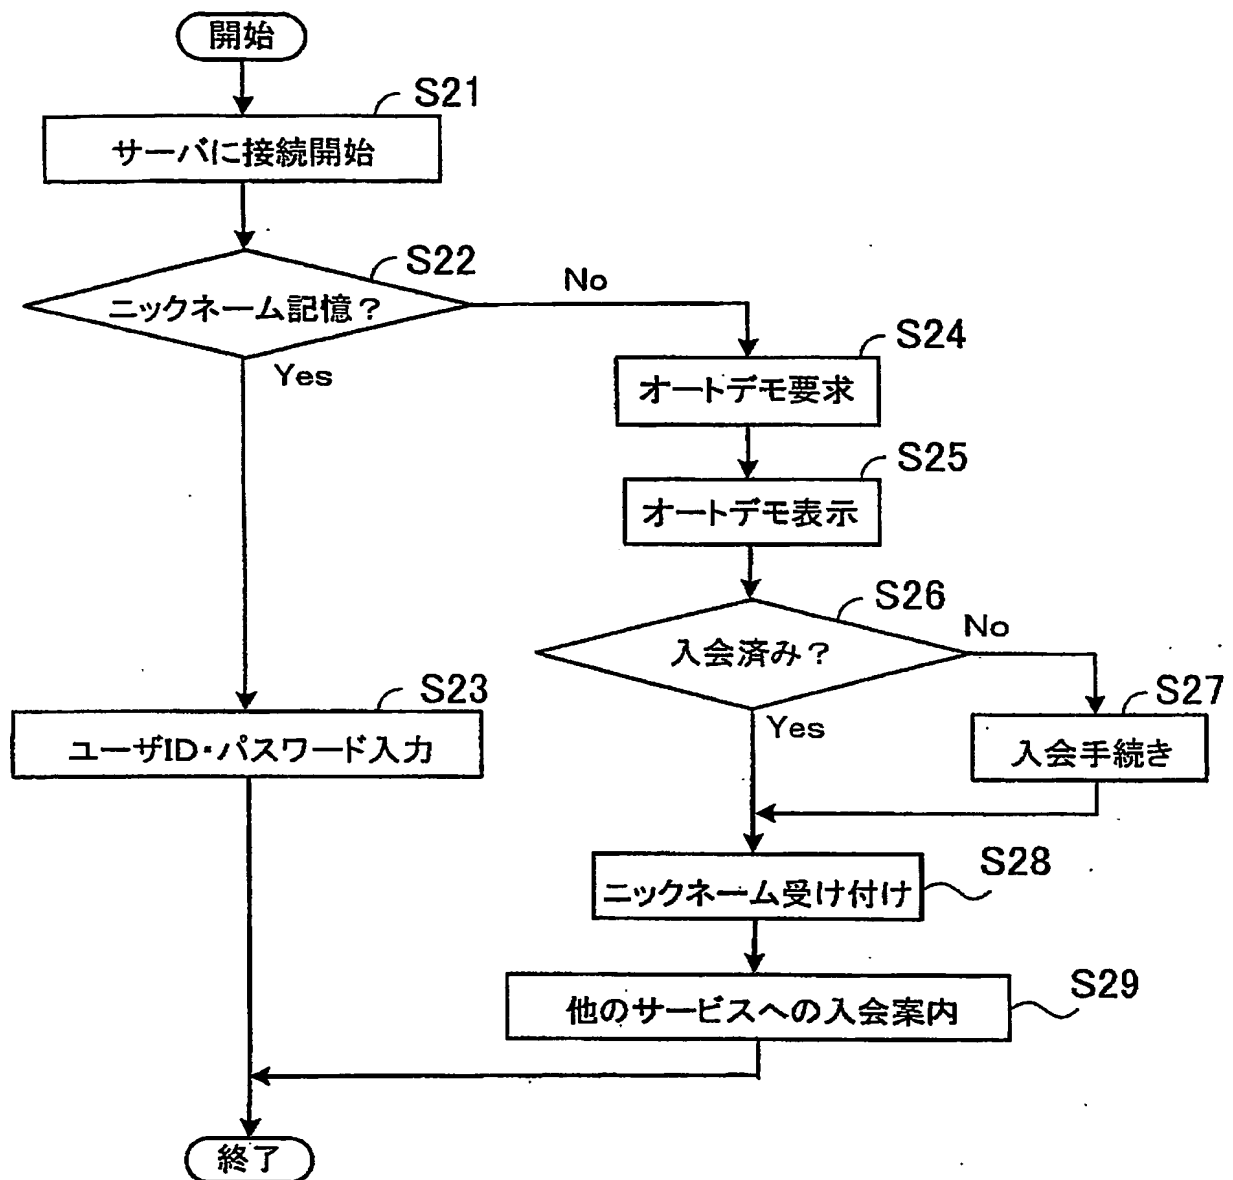 開始
S21
サーバに接続開始
S22
ニックネーム記憶？
No
Yes
S24
オートデモ要求
S25
オートデモ表示
S26
入会済み？
No
Yes
S23
ユーザID・パスワード入力
S27
入会手続き
S28
ニックネーム受け付け
S29
他のサービスへの入会案内
終了